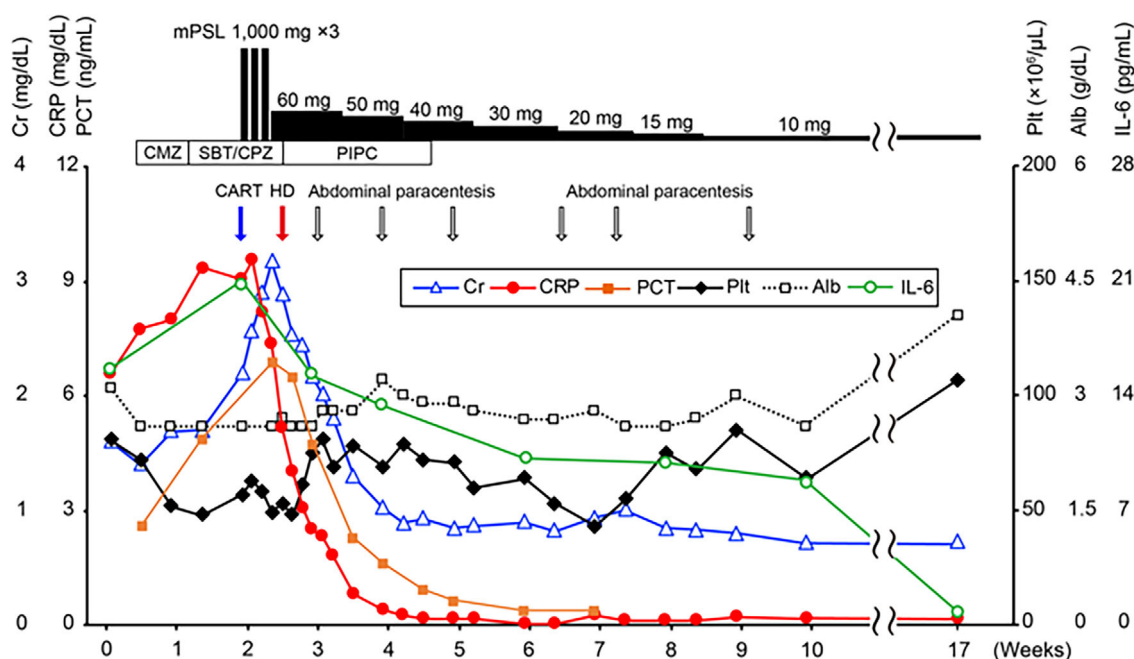 mPSL 1,000 mg ×3
60 mg 50 mg 40 mg 30 mg 20 mg 15 mg 10 mg
CMZ SBT/CPZ PIPC
Cr (mg/dL)
CRP (mg/dL)
PCT (ng/mL)
Plt (×10⁶/μL)
Alb (g/dL)
IL-6 (pg/mL)
4 12 200 6 28
CART HD Abdominal paracentesis Abdominal paracentesis
3 9 150 4.5 21
Cr CRP PCT Plt Alb IL-6
2 6 100 3 14
1 3 50 1.5 7
0 0 0 0 0
0 1 2 3 4 5 6 7 8 9 10 17 (Weeks)